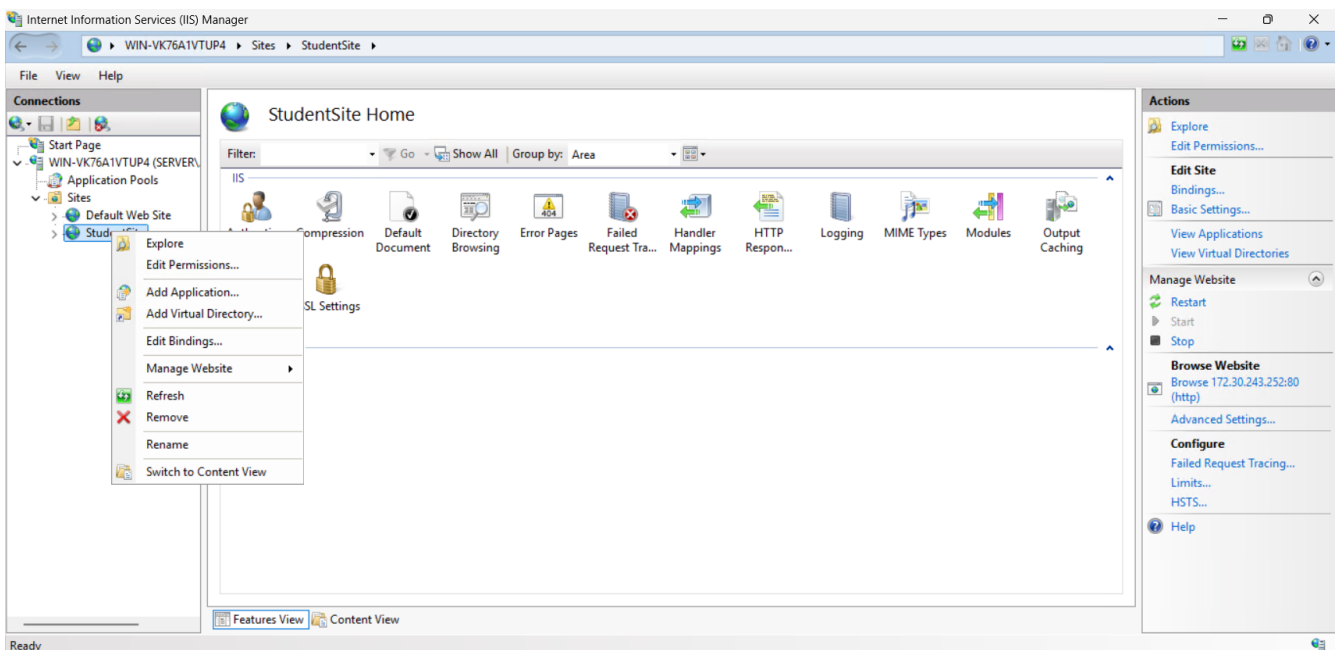 Internet Information Services (IIS) Manager
WIN-VK76A1VTUP4 Sites StudentSite
File View Help
Connections
Start Page
WIN-VK76A1VTUP4 (SERVER\
Application Pools
Sites
Default Web Site
Explore
Edit Permissions...
Add Application...
Add Virtual Directory...
Edit Bindings...
Manage Website
Refresh
Remove
Rename
Switch to Content View
StudentSite Home
Filter: Go Show All Group by: Area
IIS
Compression
Default Document
Directory Browsing
Error Pages
Failed Request Tra...
Handler Mappings
HTTP Respon...
Logging
MIME Types
Modules
Output Caching
SL Settings
Features View Content View
Actions
Explore
Edit Permissions...
Edit Site
Bindings...
Basic Settings...
View Applications
View Virtual Directories
Manage Website
Restart
Start
Stop
Browse Website
Browse 172.30.243.252:80
(http)
Advanced Settings...
Configure
Failed Request Tracing...
Limits...
HSTS...
Help
Ready